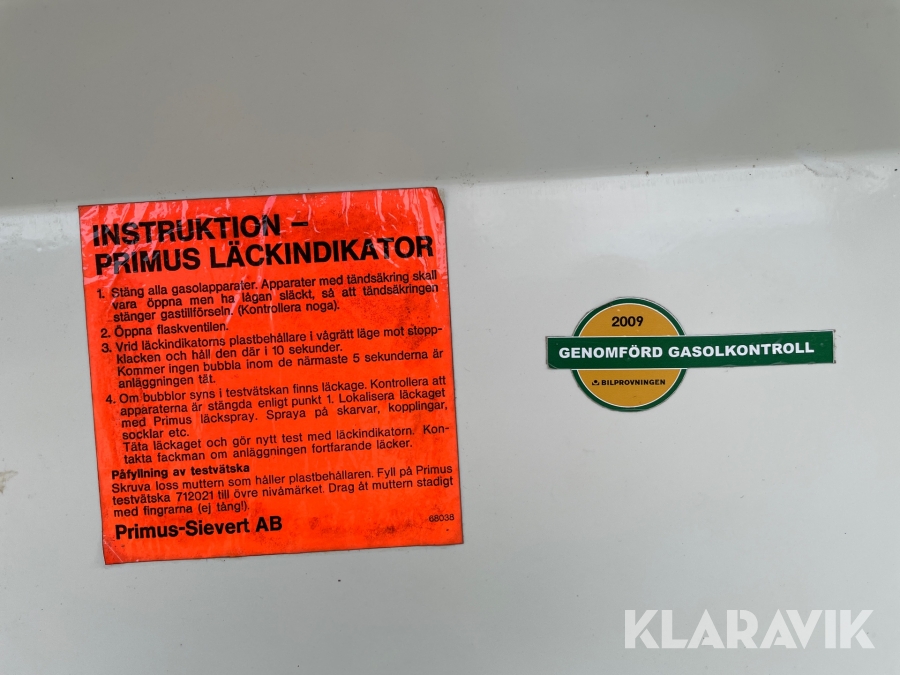 INSTRUKTION –
PRIMUS LÄCKINDIKATOR
1. Stäng alla gasolapparater. Apparater med tändsäkring skall
vara öppna men ha lågan släckt, så att tändsäkringen
stänger gastillförseln. (Kontrollera noga).
2. Öppna flaskventilen.
3. Vrid läckindikatorns plastbehållare i vågrätt läge mot stopp-
klacken och håll den där i 10 sekunder.
Kommer ingen bubbla inom de närmaste 5 sekunderna är
anläggningen tät.
4. Om bubblor syns i testvätskan finns läckage. Kontrollera att
apparaterna är stängda enligt punkt 1. Lokalisera läckaget
med Primus läckspray. Spraya på skarvar, kopplingar,
socklar etc.
Täta läckaget och gör nytt test med läckindikatorn. Kon-
takta fackman om anläggningen fortfarande läcker.
Påfyllning av testvätska
Skruva loss muttern som håller plastbehållaren. Fyll på Primus
testvätska 712021 till övre nivåmärket. Drag åt muttern stadigt
med fingrarna (ej tång!).
Primus-Sievert AB
68038
2009
GENOMFÖRD GASOLKONTROLL
BILPROVNINGEN
KLARAVIK